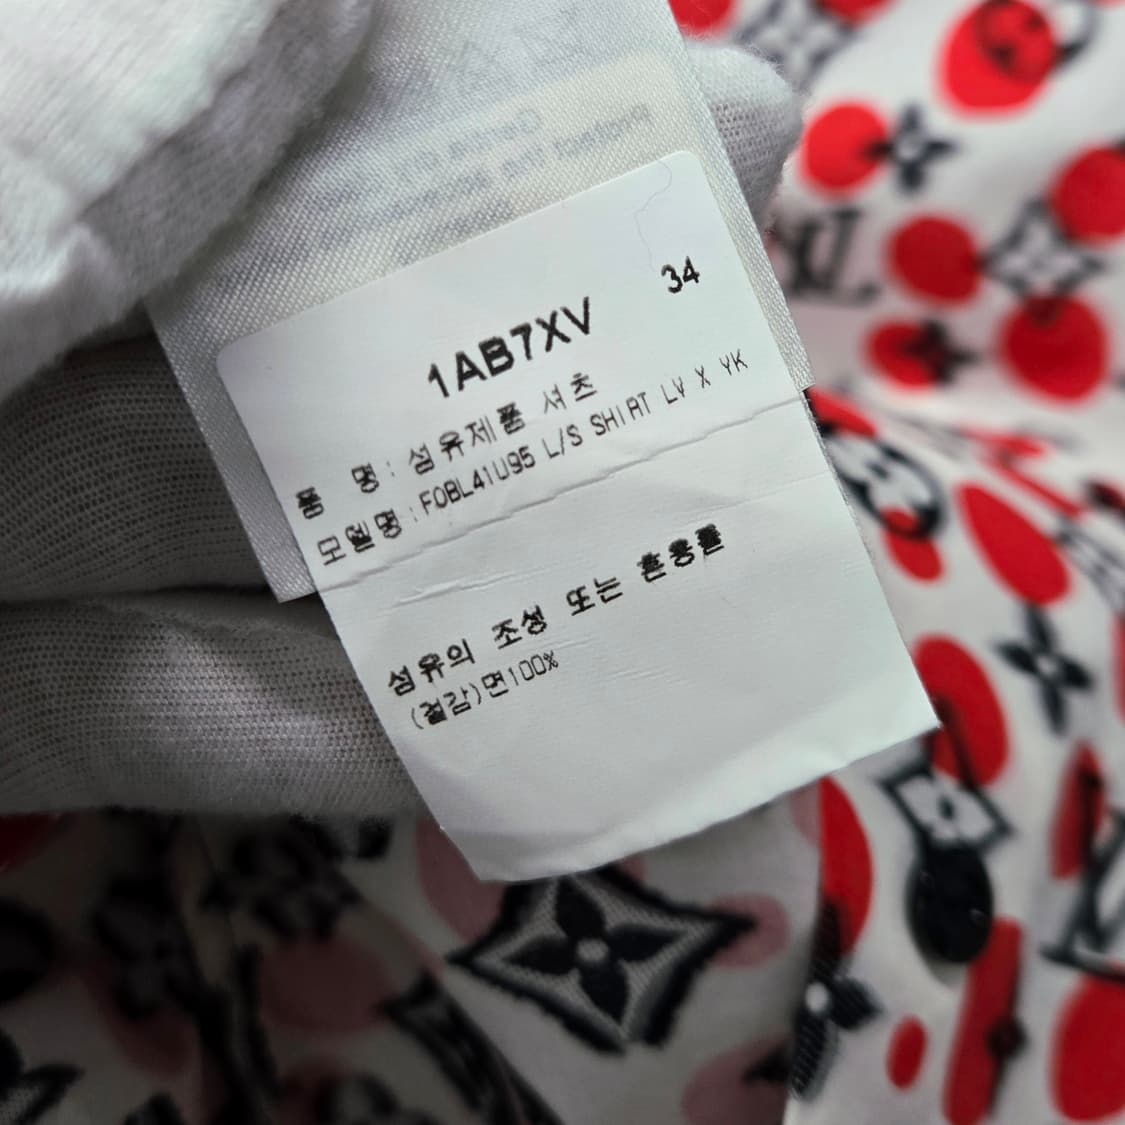 34
1AB7XV
품 명 : 섬유제품 셔츠
모델명 : FOBL41U95 L/S SHIRT LV X YK
섬유의 조성 또는 혼용률
(겉감)면100%
LV